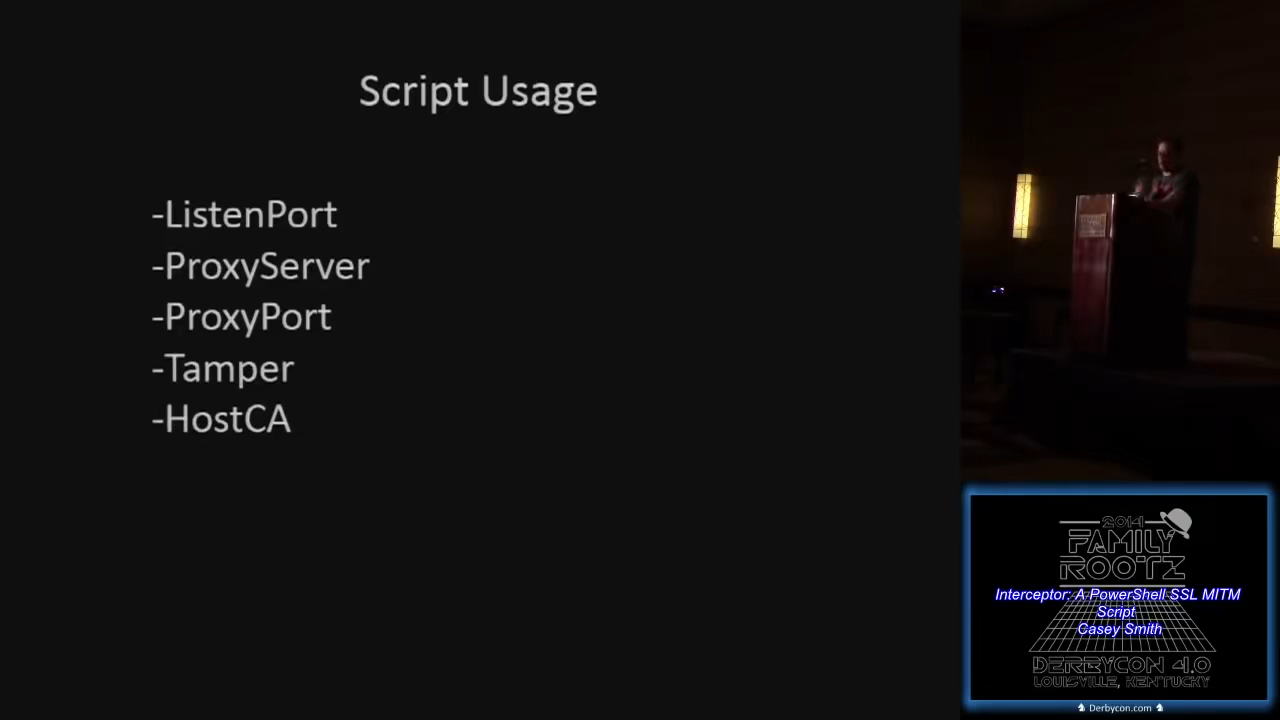 Script Usage
-ListenPort
-ProxyServer
-ProxyPort
-Tamper
-HostCA
2014
FAMILY
ROOTZ
Interceptor: A PowerShell SSL MITM
Script
Casey Smith
DERBYCON 4.0
LOUISVILLE, KENTUCKY
Derbycon.com